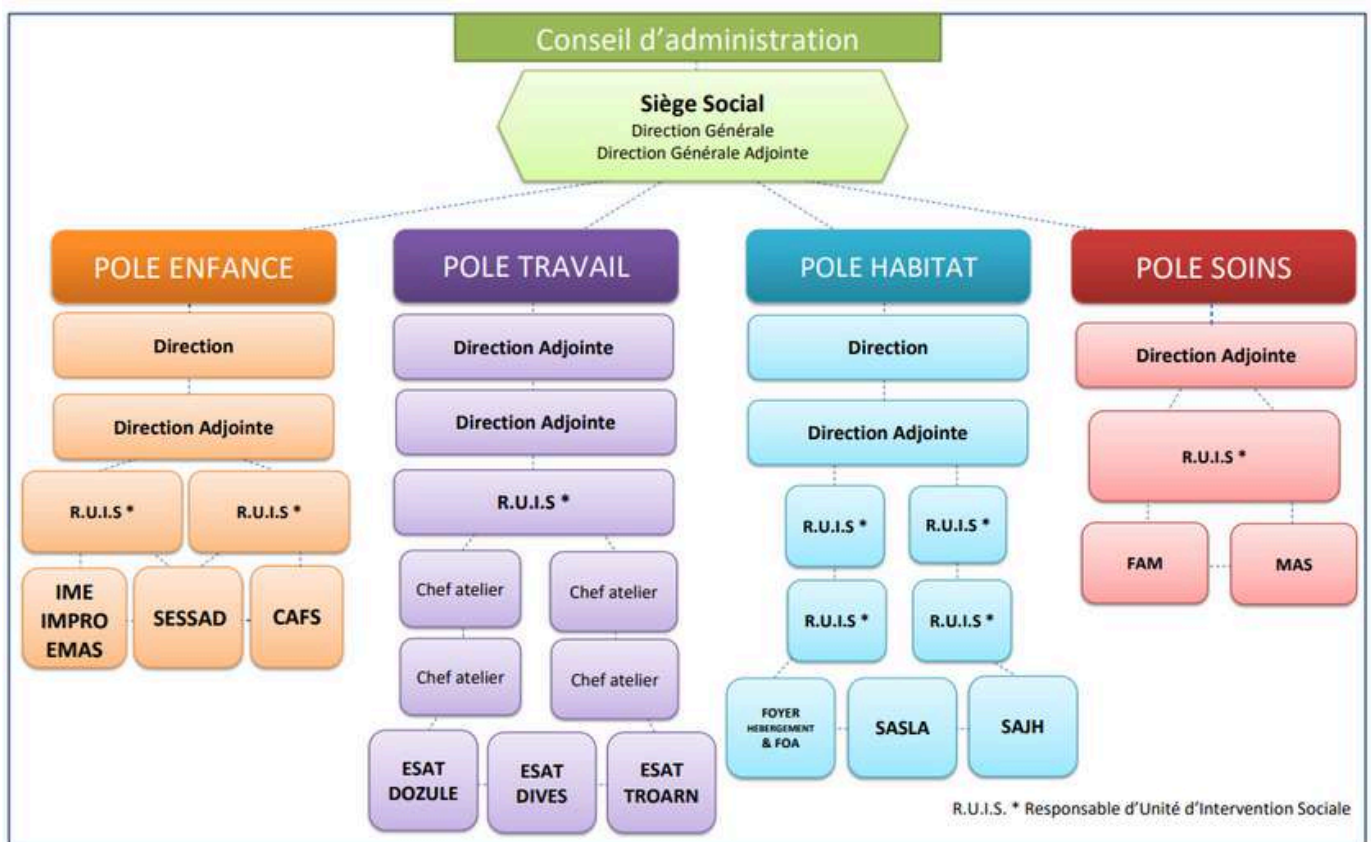 Conseil d'administration
Siège Social
Direction Générale
Direction Générale Adjointe
POLE ENFANCE
Direction
Direction Adjointe
R.U.I.S *
R.U.I.S *
IME
IMPRO
EMAS
SESSAD
CAFS
POLE TRAVAIL
Direction Adjointe
Direction Adjointe
R.U.I.S *
Chef atelier
Chef atelier
Chef atelier
Chef atelier
ESAT
DOZULE
ESAT
DIVES
ESAT
TROARN
POLE HABITAT
Direction
Direction Adjointe
R.U.I.S *
R.U.I.S *
R.U.I.S *
R.U.I.S *
FOYER
HEBERGEMENT
& FOA
SASLA
SAJH
POLE SOINS
Direction Adjointe
R.U.I.S *
FAM
MAS
R.U.I.S. * Responsable d'Unité d'Intervention Sociale